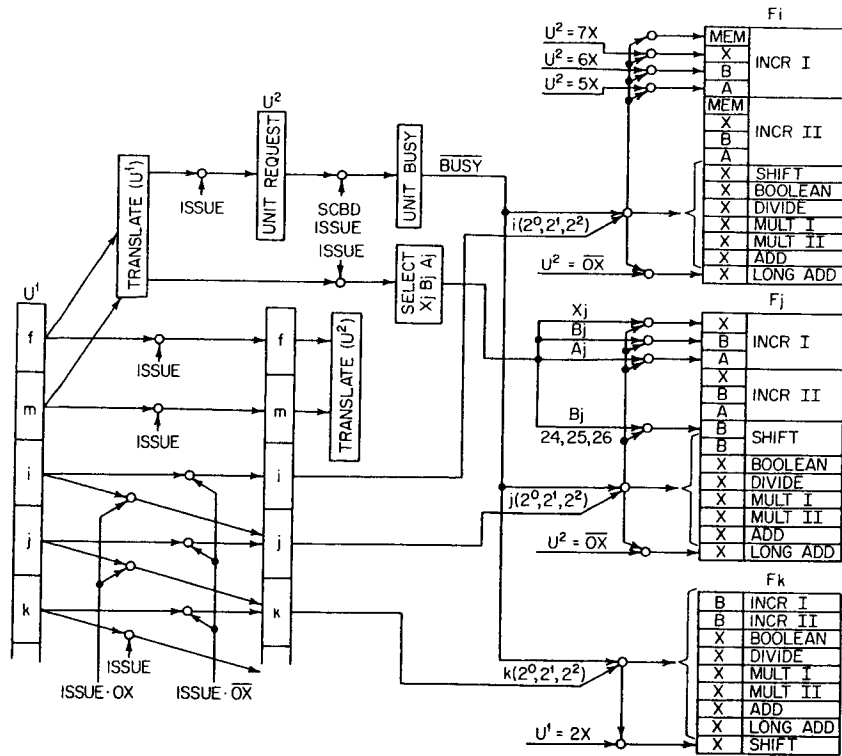 Fi
U² = 7X
MEM
X
U² = 6X
B
U² = 5X
A
INCR I
MEM
X
B
A
INCR II
X SHIFT
X BOOLEAN
X DIVIDE
X MULT I
X MULT II
X ADD
X LONG ADD
TRANSLATE (U¹)
ISSUE
U²
UNIT REQUEST
SCBD
ISSUE
UNIT BUSY
B̅U̅S̅Y̅
i(2⁰,2¹,2²)
U² = O̅X̅
ISSUE
SELECT
Xj Bj Aj
Fj
Xj
Bj
Aj
X
B
A
INCR I
X
B
A
INCR II
Bj
24,25,26
B
B
SHIFT
X BOOLEAN
X DIVIDE
X MULT I
X MULT II
X ADD
X LONG ADD
j(2⁰,2¹,2²)
U² = O̅X̅
U¹
f
ISSUE
f
TRANSLATE (U²)
m
ISSUE
m
i
i
j
j
k
k
ISSUE
ISSUE·OX
ISSUE·O̅X̅
Fk
B INCR I
B INCR II
X BOOLEAN
X DIVIDE
X MULT I
X MULT II
X ADD
X LONG ADD
X SHIFT
k(2⁰,2¹,2²)
U¹ = 2X